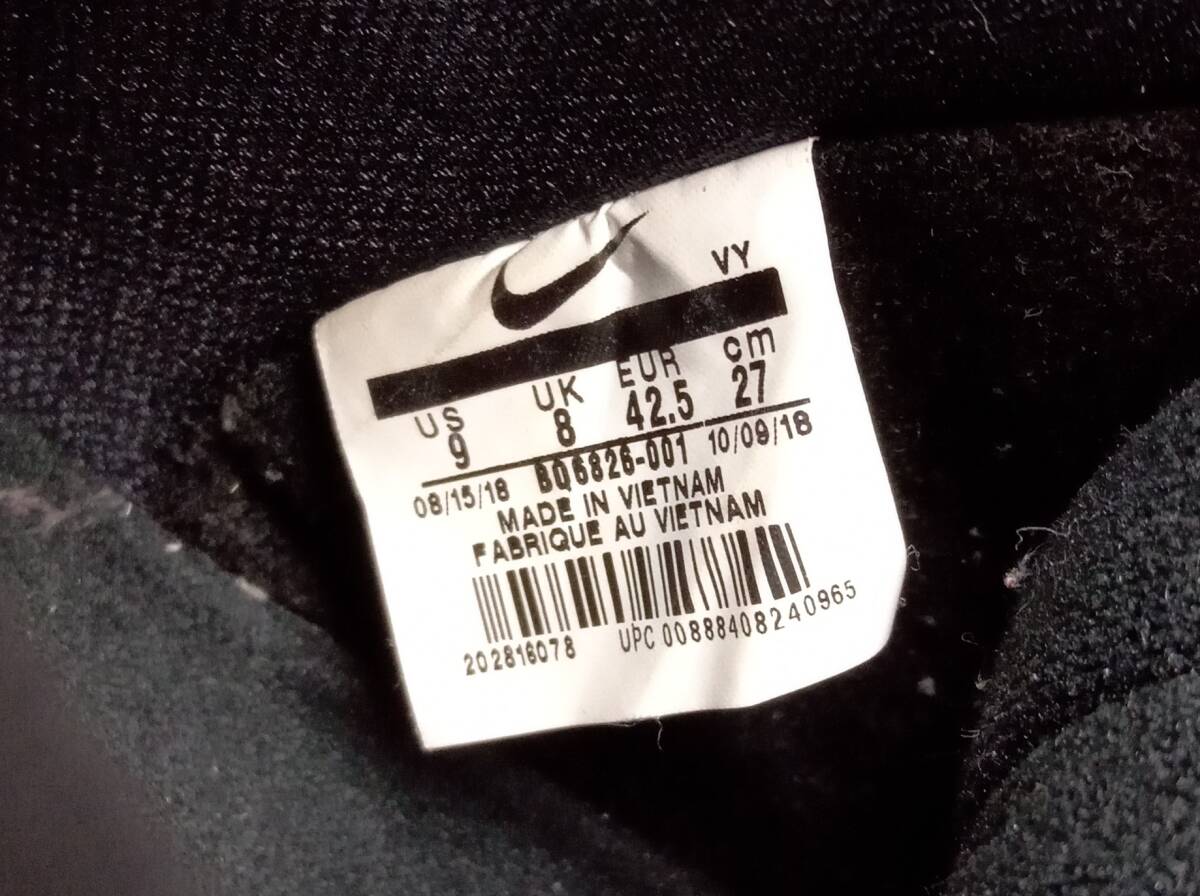 VY
US UK EUR cm
9 8 42.5 27
08/15/18 BQ6826-001 10/09/18
MADE IN VIETNAM
FABRIQUE AU VIETNAM
202816078 UPC 00888408240965